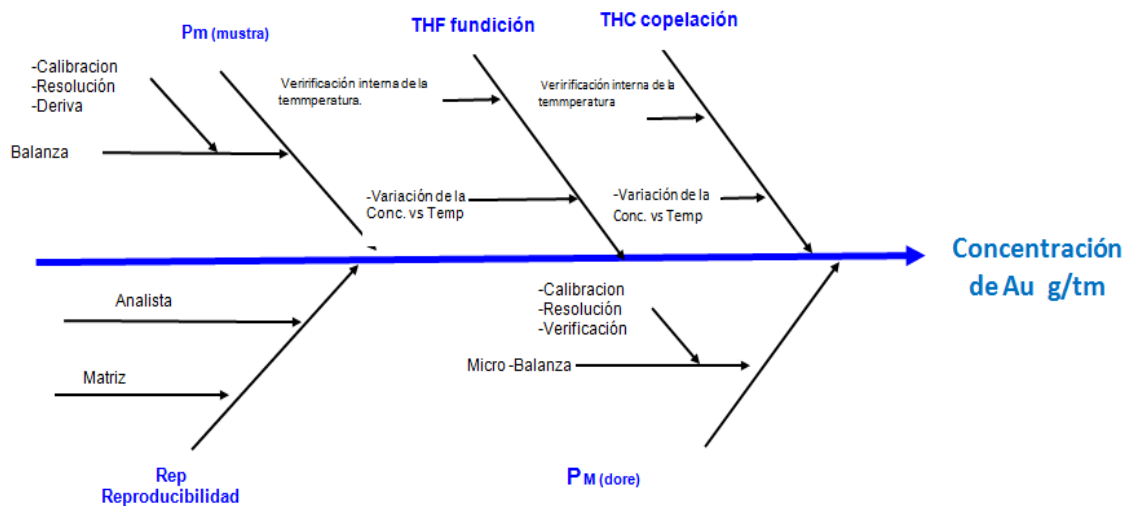 Pm (mustra)
THF fundición
THC copelación
-Calibracion
-Resolución
-Deriva
Balanza
Veririficación interna de la
temmperatura.
Veririficación interna de la
temmperatura
-Variación de la
Conc. vs Temp
-Variación de la
Conc. vs Temp
Concentración
de Au g/tm
Analista
Matriz
Rep
Reproducibilidad
-Calibracion
-Resolución
-Verificación
Micro -Balanza
PM (dore)